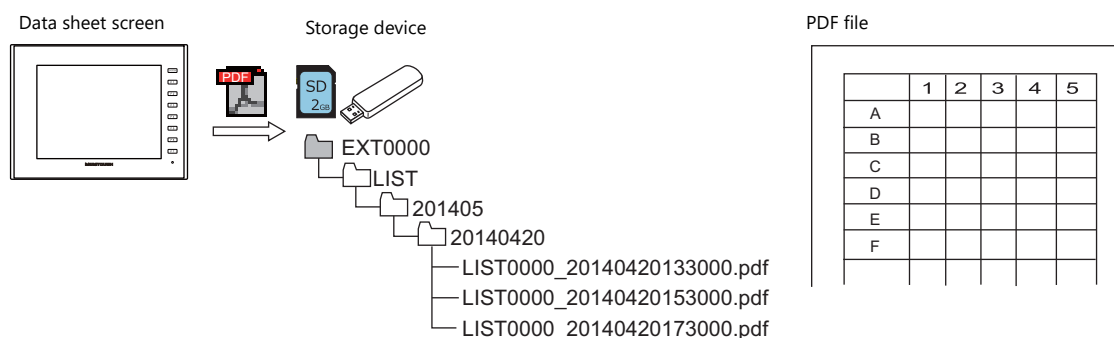 Data sheet screen
Storage device
PDF file
PDF
SD
2GB
EXT0000
LIST
201405
20140420
LIST0000_20140420133000.pdf
LIST0000_20140420153000.pdf
LIST0000_20140420173000.pdf
1 2 3 4 5
A
B
C
D
E
F